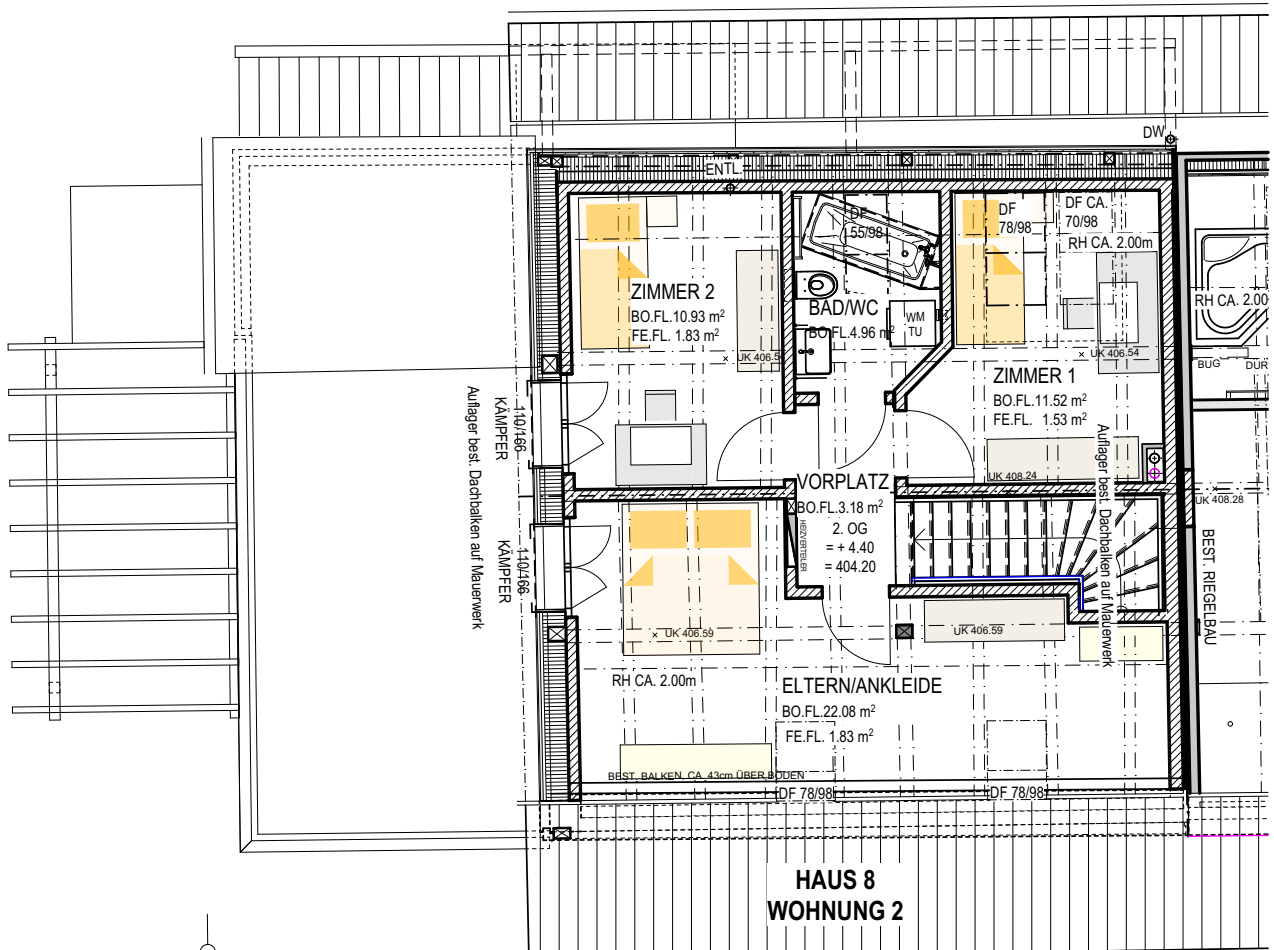 DW
ENTL.
DF
55/98
DF
78/98
DF CA.
70/98
RH CA. 2.00m
ZIMMER 2
BO.FL.10.93 m²
FE.FL. 1.83 m²
UK 406.54
BAD/WC
BO.FL.4.96 m²
WM
TU
UK 406.54
ZIMMER 1
BO.FL.11.52 m²
FE.FL. 1.53 m²
UK 408.24
RH CA. 2.00
BUG
DUR
UK 408.28
110/166
KÄMPFER
Auflager best. Dachbalken auf Mauerwerk
110/166
KÄMPFER
VORPLATZ
BO.FL.3.18 m²
2. OG
= + 4.40
= 404.20
HEIZVERTEILER
Auflager best. Dachbalken auf Mauerwerk
BEST. RIEGELBAU
UK 406.59
UK 406.59
RH CA. 2.00m
ELTERN/ANKLEIDE
BO.FL.22.08 m²
FE.FL. 1.83 m²
BEST. BALKEN, CA. 43cm ÜBER BODEN
DF 78/98
DF 78/98
HAUS 8
WOHNUNG 2